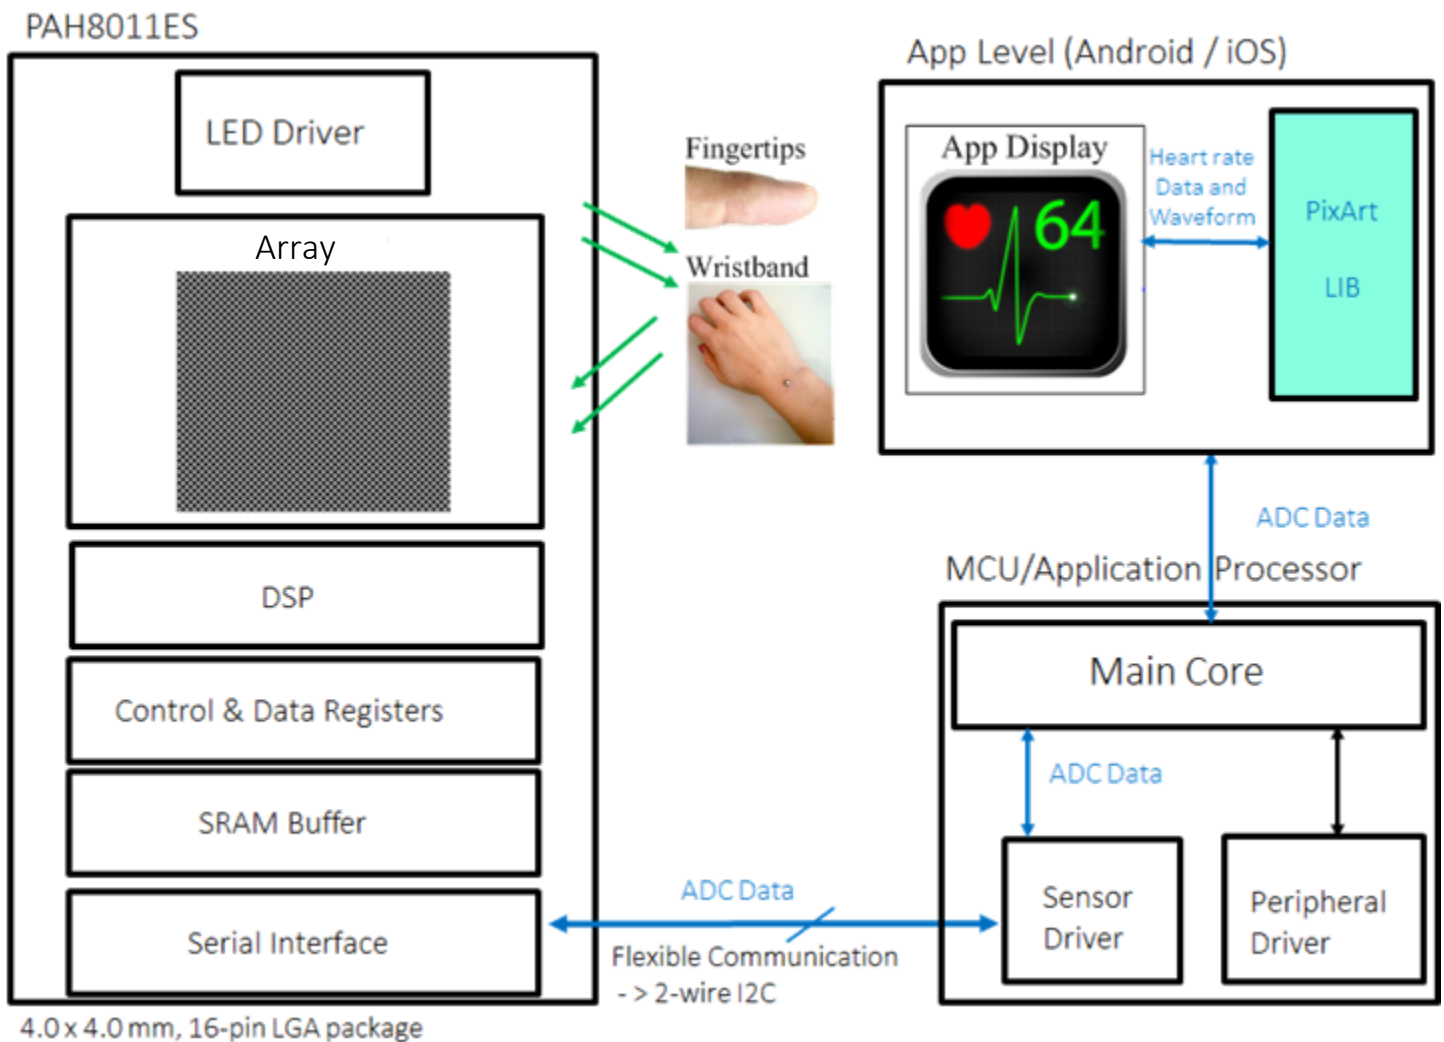 PAH8011ES
LED Driver
Array
DSP
Control & Data Registers
SRAM Buffer
Serial Interface
4.0 x 4.0 mm, 16-pin LGA package
Fingertips
Wristband
App Level (Android / iOS)
App Display
64
Heart rate
Data and
Waveform
PixArt
LIB
ADC Data
MCU/Application Processor
Main Core
ADC Data
Sensor
Driver
Peripheral
Driver
ADC Data
Flexible Communication
- > 2-wire I2C